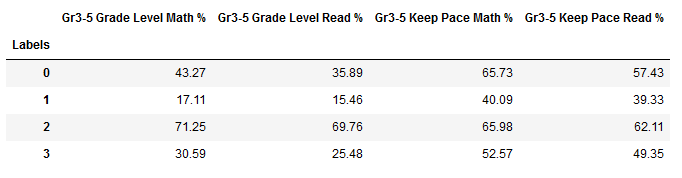 Gr3-5 Grade Level Math % Gr3-5 Grade Level Read % Gr3-5 Keep Pace Math % Gr3-5 Keep Pace Read %
Labels
0 43.27 35.89 65.73 57.43
1 17.11 15.46 40.09 39.33
2 71.25 69.76 65.98 62.11
3 30.59 25.48 52.57 49.35